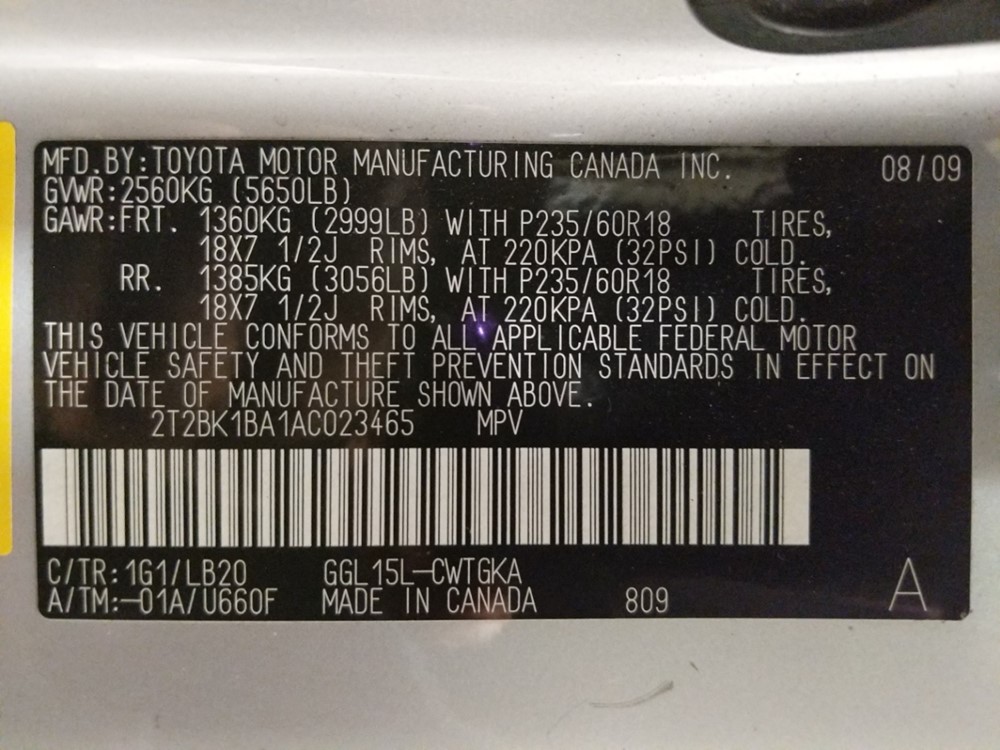 MFD.BY:TOYOTA MOTOR MANUFACTURING CANADA INC. 08/09
GVWR:2560KG (5650LB)
GAWR:FRT. 1360KG (2999LB) WITH P235/60R18 TIRES,
18X7 1/2J RIMS, AT 220KPA (32PSI) COLD.
RR. 1385KG (3056LB) WITH P235/60R18 TIRES,
18X7 1/2J RIMS, AT 220KPA (32PSI) COLD.
THIS VEHICLE CONFORMS TO ALL APPLICABLE FEDERAL MOTOR
VEHICLE SAFETY AND THEFT PREVENTION STANDARDS IN EFFECT ON
THE DATE OF MANUFACTURE SHOWN ABOVE.
2T2BK1BA1AC023465 MPV
C/TR:1G1/LB20 GGL15L-CWTGKA
A/TM:-01A/U660F MADE IN CANADA 809 A